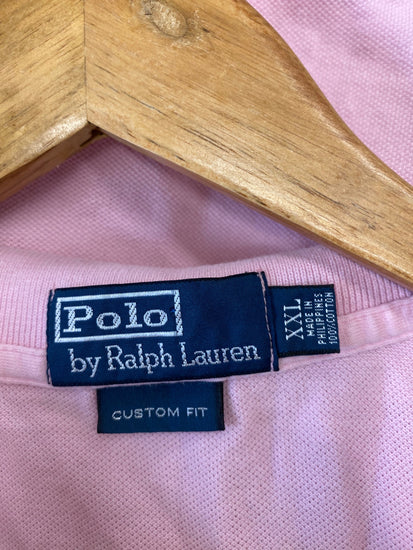 Polo
by Ralph Lauren
XXL
MADE IN
PHILIPPINES
100%COTTON
CUSTOM FIT